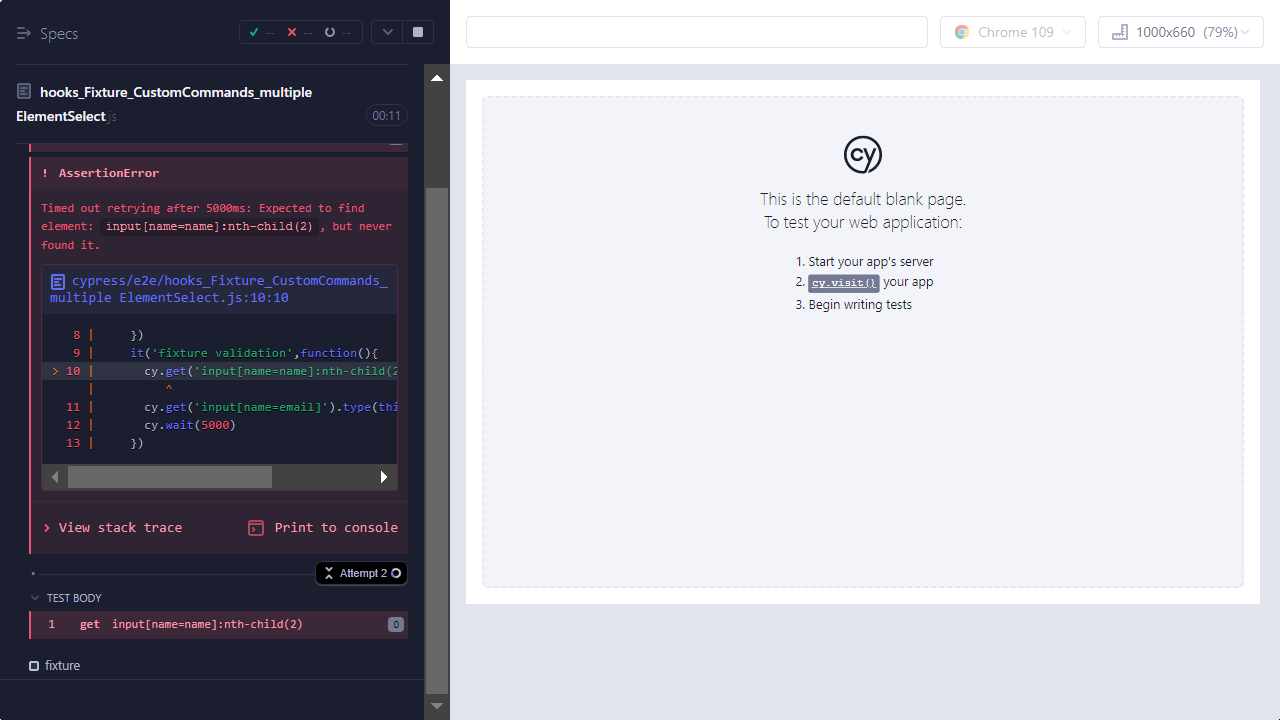 Specs
-- -- --
hooks_Fixture_CustomCommands_multiple
ElementSelect.js
00:11
! AssertionError
Timed out retrying after 5000ms: Expected to find
element: input[name=name]:nth-child(2) , but never
found it.
cypress/e2e/hooks_Fixture_CustomCommands_
multiple ElementSelect.js:10:10
8 | })
9 | it('fixture validation',function(){
> 10 | cy.get('input[name=name]:nth-child(2
| ^
11 | cy.get('input[name=email]').type(thi
12 | cy.wait(5000)
13 | })
> View stack trace
Print to console
Attempt 2
TEST BODY
1 get input[name=name]:nth-child(2) 0
fixture
Chrome 109
1000x660 (79%)
cy
This is the default blank page.
To test your web application:
1. Start your app's server
2. cy.visit() your app
3. Begin writing tests